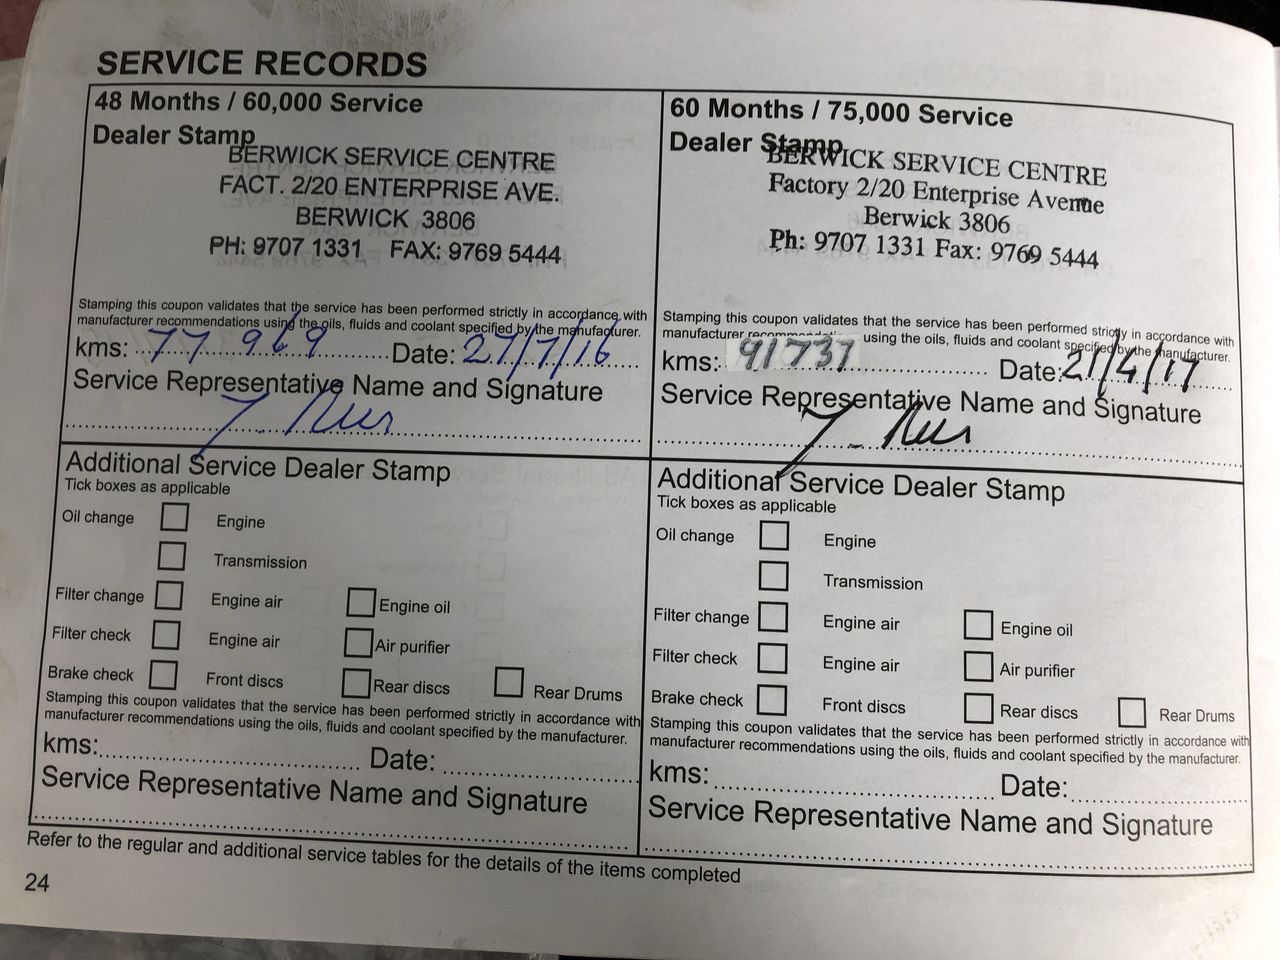 SERVICE RECORDS
48 Months / 60,000 Service
Dealer Stamp
BERWICK SERVICE CENTRE
FACT. 2/20 ENTERPRISE AVE.
BERWICK 3806
PH: 9707 1331 FAX: 9769 5444
Stamping this coupon validates that the service has been performed strictly in accordance with
manufacturer recommendations using the oils, fluids and coolant specified by the manufacturer.
kms: 77 969 Date: 27/7/16
Service Representative Name and Signature
Additional Service Dealer Stamp
Tick boxes as applicable
Oil change Engine
Transmission
Filter change Engine air Engine oil
Filter check Engine air Air purifier
Brake check Front discs Rear discs Rear Drums
Stamping this coupon validates that the service has been performed strictly in accordance with
manufacturer recommendations using the oils, fluids and coolant specified by the manufacturer.
kms: Date:
Service Representative Name and Signature
60 Months / 75,000 Service
Dealer Stamp
BERWICK SERVICE CENTRE
Factory 2/20 Enterprise Avenue
Berwick 3806
Ph: 9707 1331 Fax: 9769 5444
Stamping this coupon validates that the service has been performed strictly in accordance with
manufacturer using the oils, fluids and coolant specified by the manufacturer.
kms: 91737 Date: 21/4/17
Service Representative Name and Signature
Additional Service Dealer Stamp
Tick boxes as applicable
Oil change Engine
Transmission
Filter change Engine air Engine oil
Filter check Engine air Air purifier
Brake check Front discs Rear discs Rear Drums
Stamping this coupon validates that the service has been performed strictly in accordance with
manufacturer recommendations using the oils, fluids and coolant specified by the manufacturer.
kms: Date:
Service Representative Name and Signature
Refer to the regular and additional service tables for the details of the items completed
24